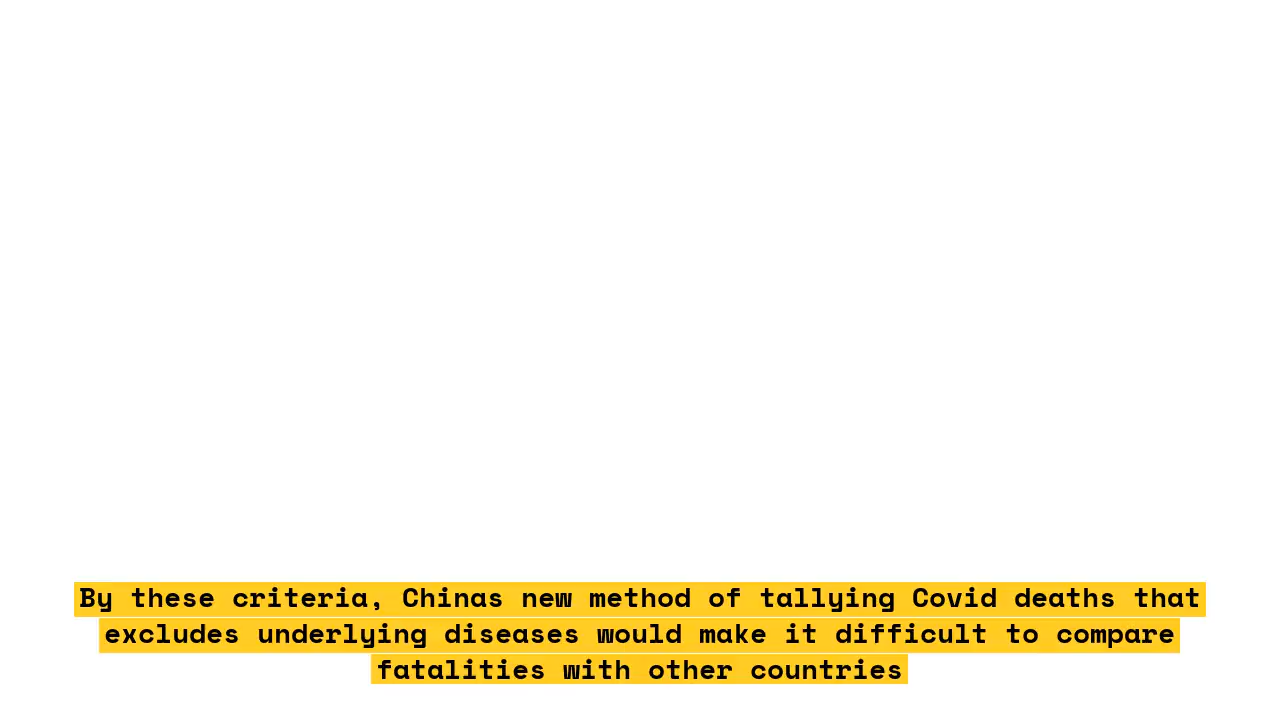 By these criteria, Chinas new method of tallying Covid deaths that
excludes underlying diseases would make it difficult to compare
fatalities with other countries